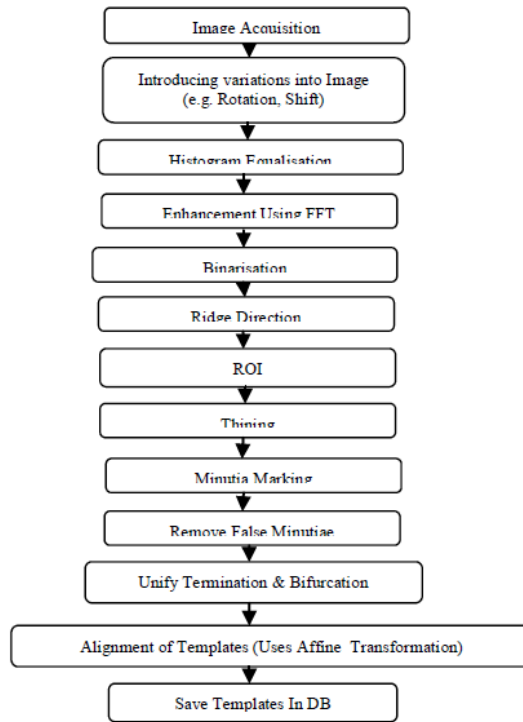 Image Acquisition
Introducing variations into Image
(e.g. Rotation, Shift)
Histogram Equalisation
Enhancement Using FFT
Binarisation
Ridge Direction
ROI
Thining
Minutia Marking
Remove False Minutiae
Unify Termination & Bifurcation
Alignment of Templates (Uses Affine Transformation)
Save Templates In DB